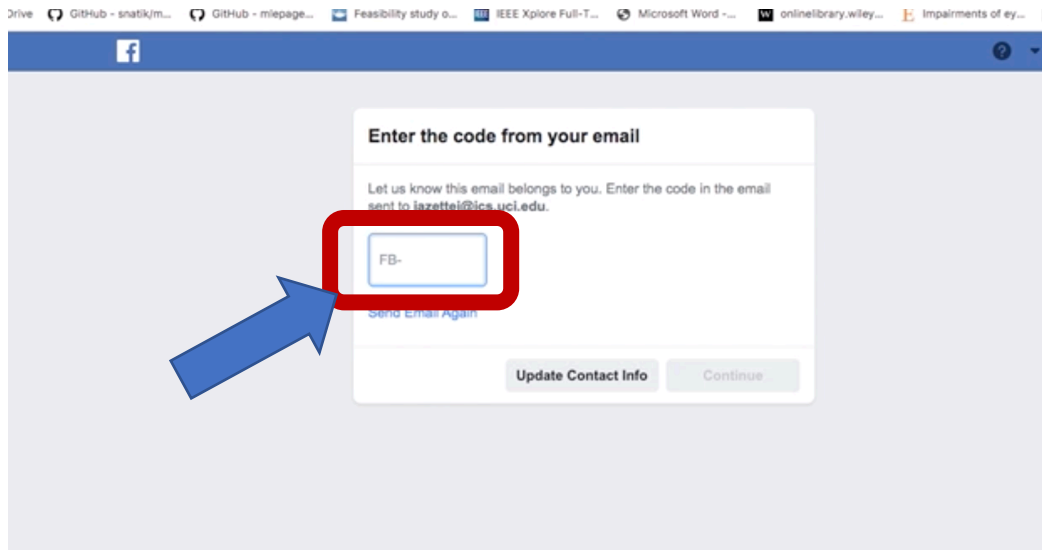 Drive GitHub - snatik/m... GitHub - mlepage... Feasibility study o... IEEE Xplore Full-T... Microsoft Word -... onlinelibrary.wiley... Impairments of ey...
Enter the code from your email
Let us know this email belongs to you. Enter the code in the email
sent to iazettei@ics.uci.edu.
FB-
Send Email Again
Update Contact Info Continue